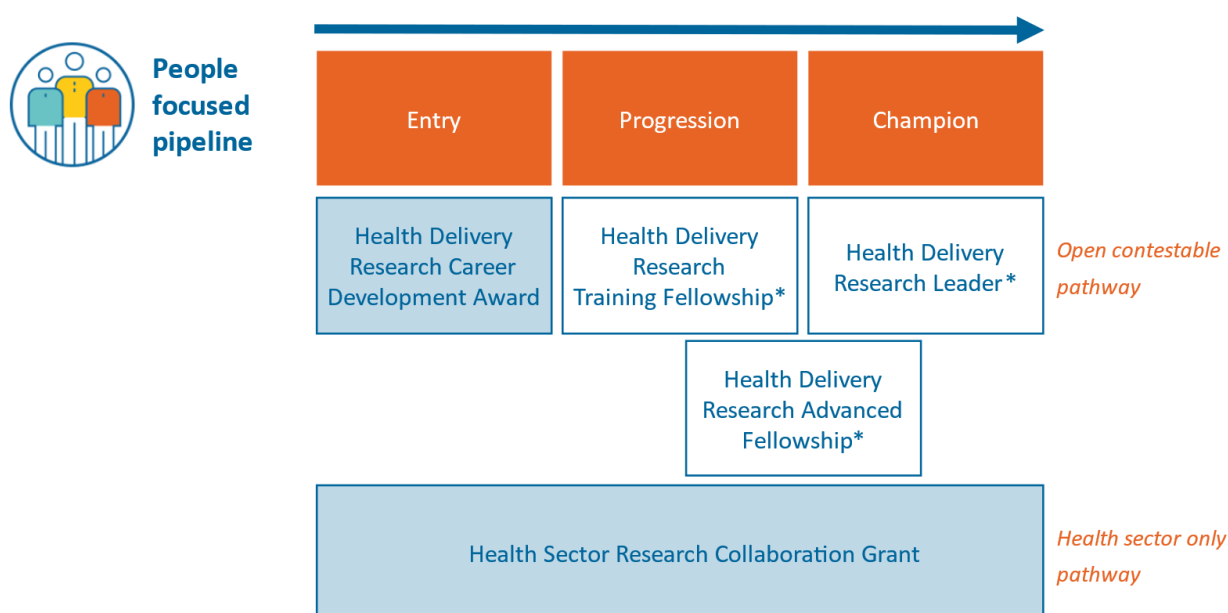 People
focused
pipeline
Entry
Progression
Champion
Health Delivery
Research Career
Development Award
Health Delivery
Research
Training Fellowship*
Health Delivery
Research Leader*
Open contestable
pathway
Health Delivery
Research Advanced
Fellowship*
Health Sector Research Collaboration Grant
Health sector only
pathway